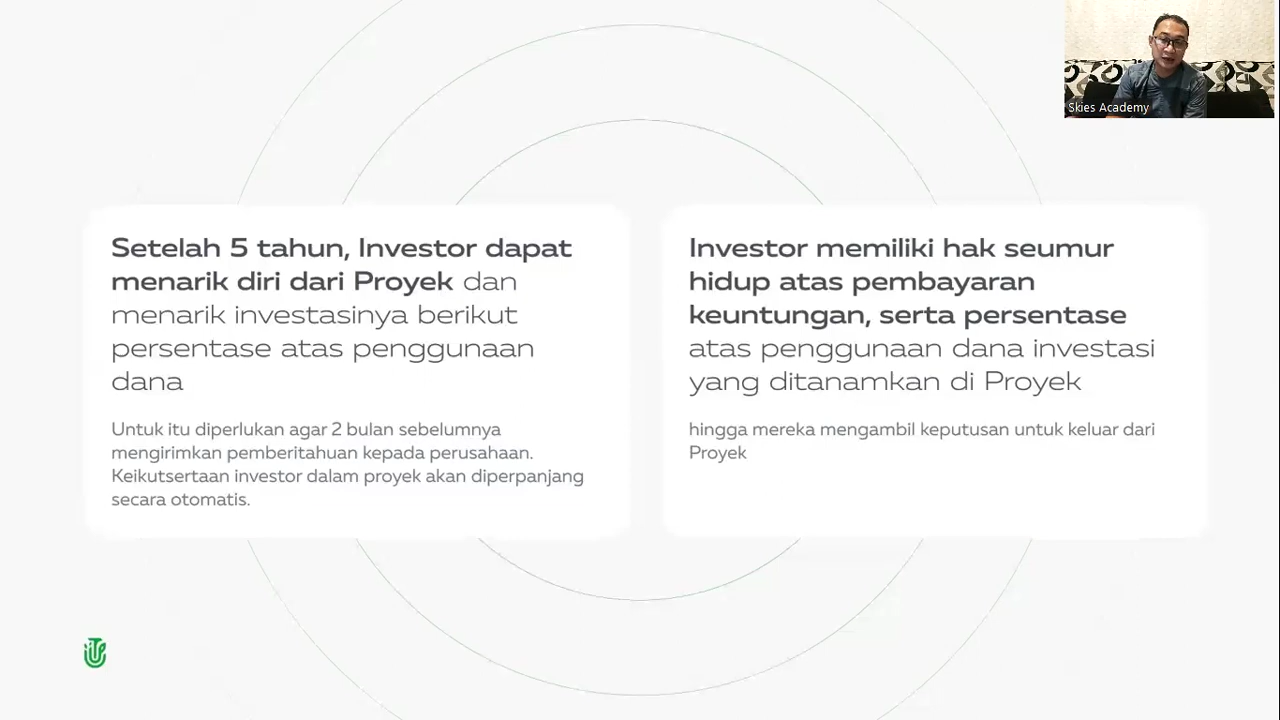 Skies Academy
Setelah 5 tahun, Investor dapat
menarik diri dari Proyek dan
menarik investasinya berikut
persentase atas penggunaan
dana
Untuk itu diperlukan agar 2 bulan sebelumnya
mengirimkan pemberitahuan kepada perusahaan.
Keikutsertaan investor dalam proyek akan diperpanjang
secara otomatis.
Investor memiliki hak seumur
hidup atas pembayaran
keuntungan, serta persentase
atas penggunaan dana investasi
yang ditanamkan di Proyek
hingga mereka mengambil keputusan untuk keluar dari
Proyek